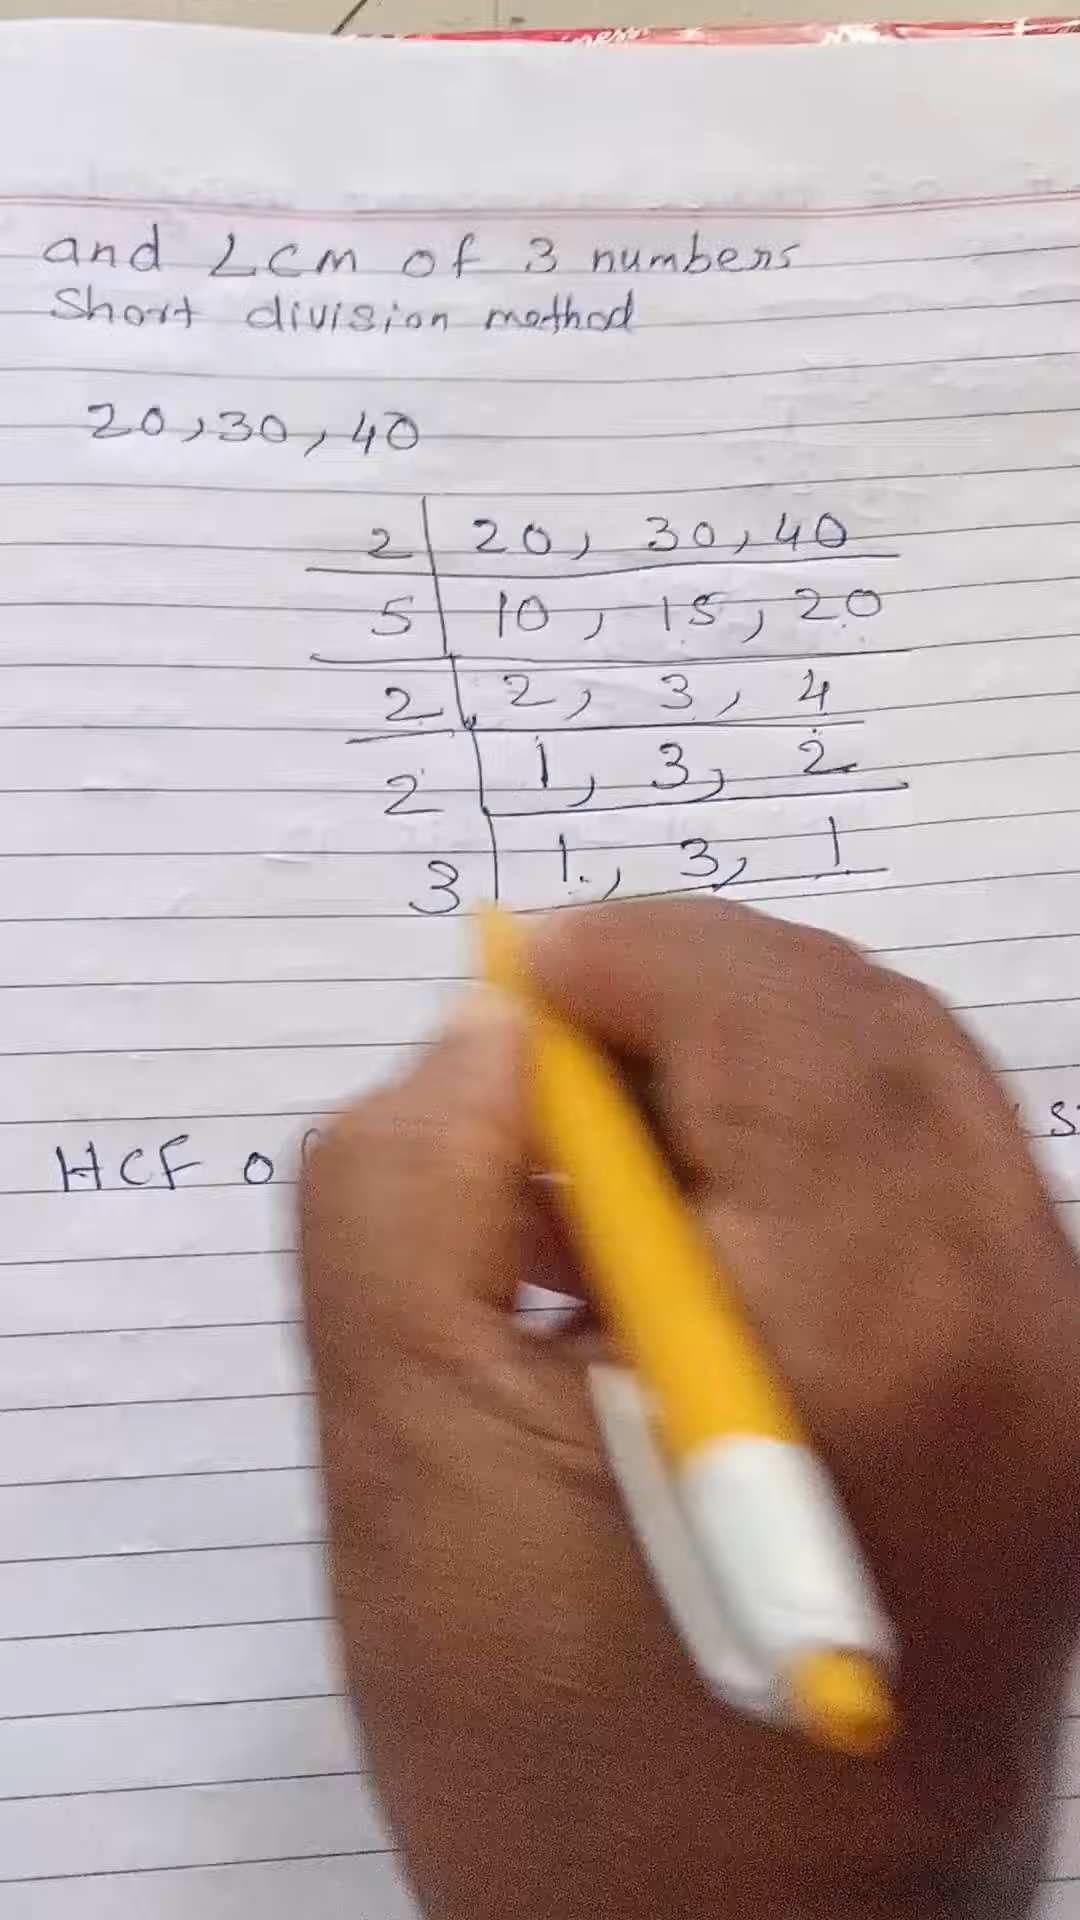 and LCM of 3 numbers
Short division method
20, 30, 40
2 20, 30, 40
5 10, 15, 20
2 2, 3, 4
2 1, 3, 2
3 1, 3, 1
HCF